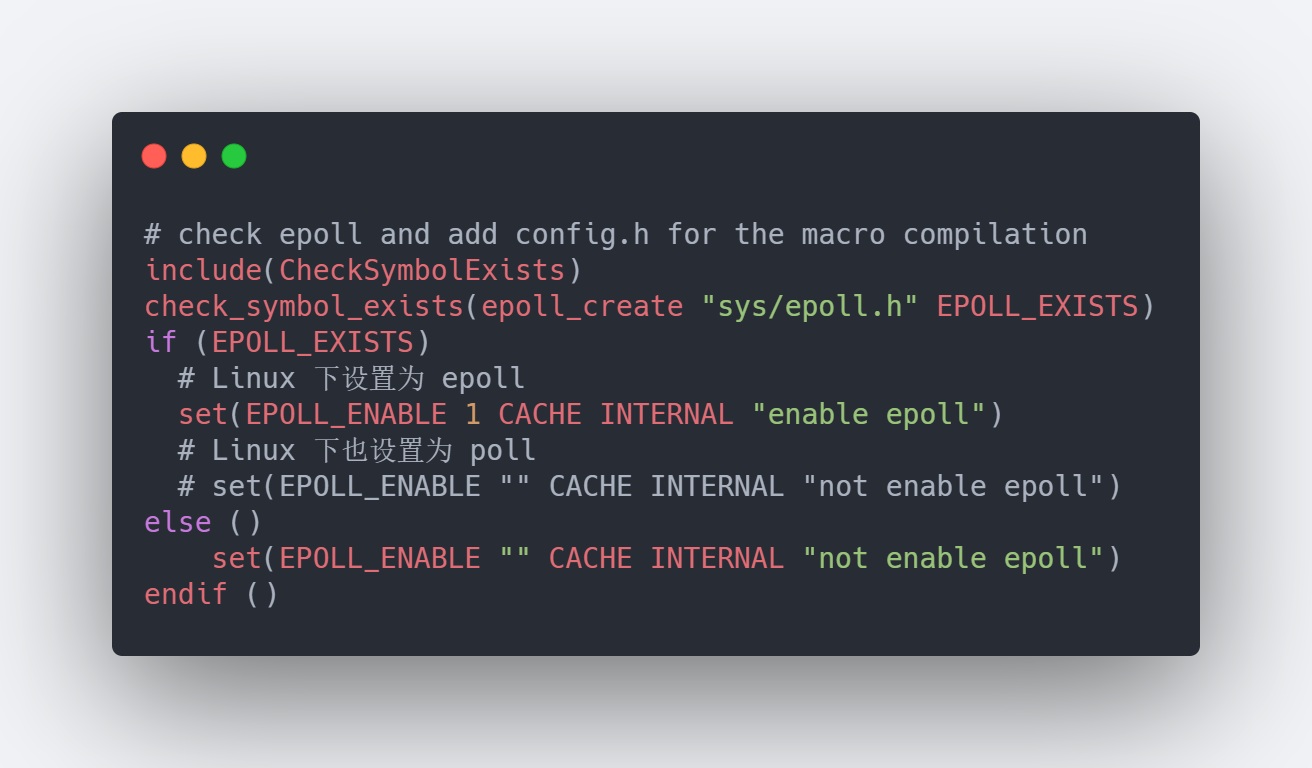 # check epoll and add config.h for the macro compilation
include(CheckSymbolExists)
check_symbol_exists(epoll_create "sys/epoll.h" EPOLL_EXISTS)
if (EPOLL_EXISTS)
  # Linux 下设置为 epoll
  set(EPOLL_ENABLE 1 CACHE INTERNAL "enable epoll")
  # Linux 下也设置为 poll
  # set(EPOLL_ENABLE "" CACHE INTERNAL "not enable epoll")
else ()
    set(EPOLL_ENABLE "" CACHE INTERNAL "not enable epoll")
endif ()